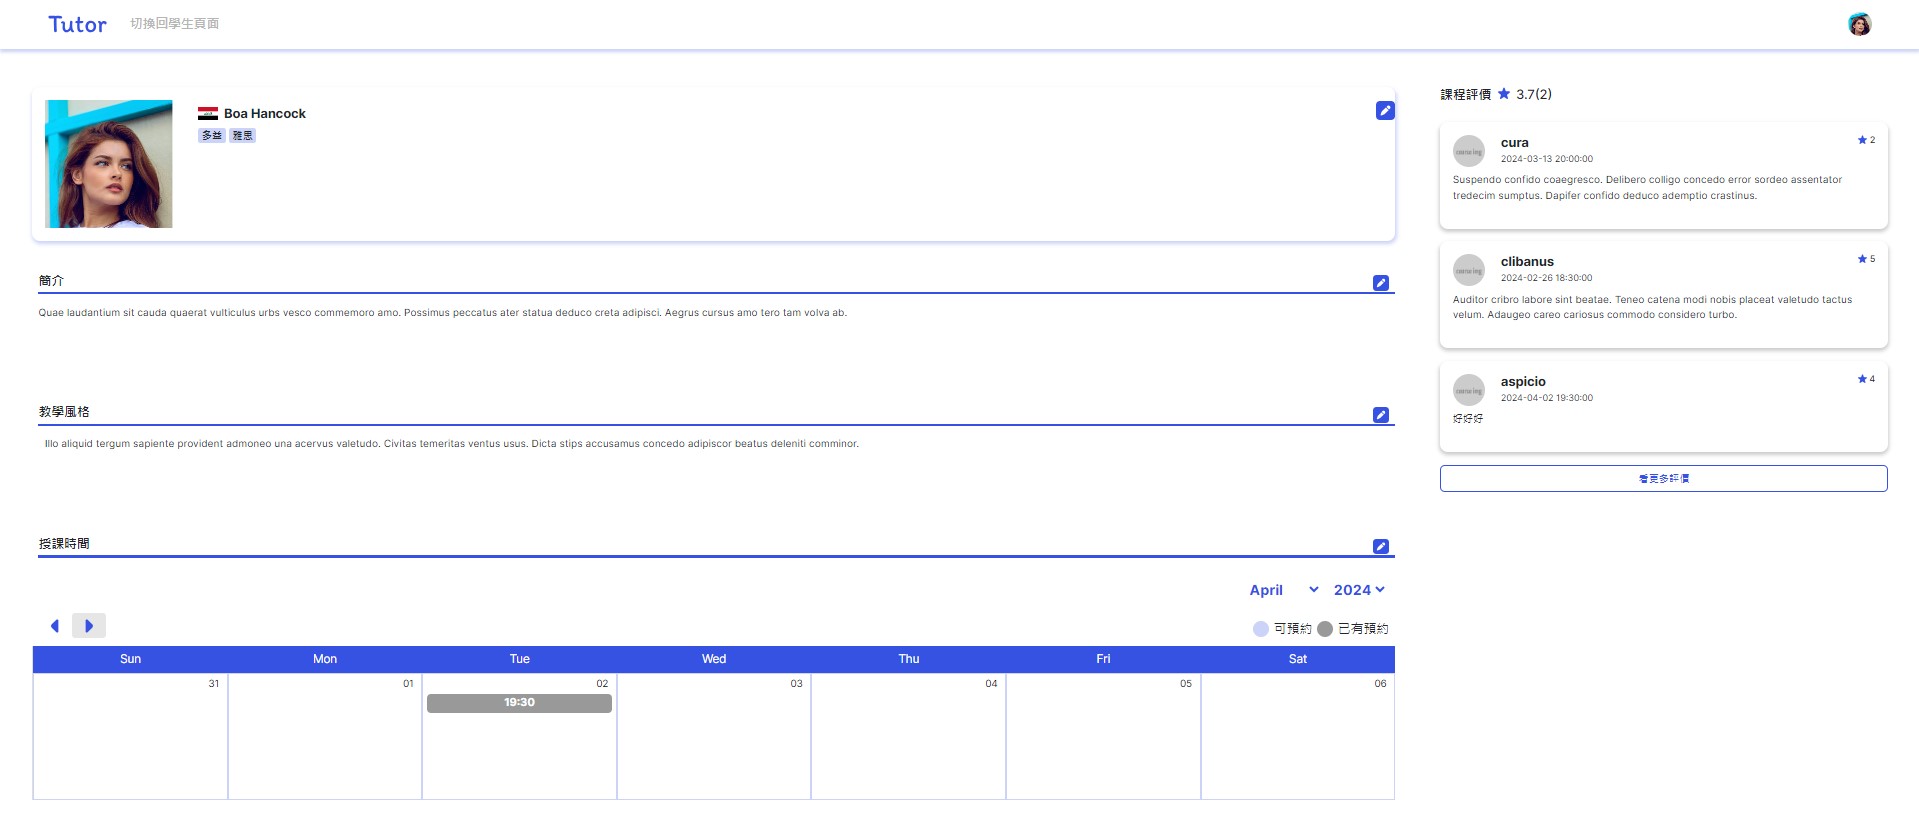 Tutor
切換回學生頁面
Boa Hancock
多益 雅思
簡介
Quae laudantium sit cauda quaerat vulticulus urbs vesco commemoro amo. Possimus peccatus ater statua deduco creta adipisci. Aegrus cursus amo tero tam volva ab.
教學風格
Illo aliquid tergum sapiente provident admoneo una acervus valetudo. Civitas temeritas ventus usus. Dicta stips accusamus concedo adipiscor beatus deleniti comminor.
授課時間
April 2024
可預約 已有預約
Sun Mon Tue Wed Thu Fri Sat
31 01 02 03 04 05 06
19:30
課程評價 3.7(2)
cura 2
2024-03-13 20:00:00
Suspendo confido coaegresco. Delibero colligo concedo error sordeo assentator
tredecim sumptus. Dapifer confido deduco ademptio crastinus.
clibanus 5
2024-02-26 18:30:00
Auditor cribro labore sint beatae. Teneo catena modi nobis placeat valetudo tactus
velum. Adaugeo careo cariosus commodo considero turbo.
aspicio 4
2024-04-02 19:30:00
好好好
看更多評價